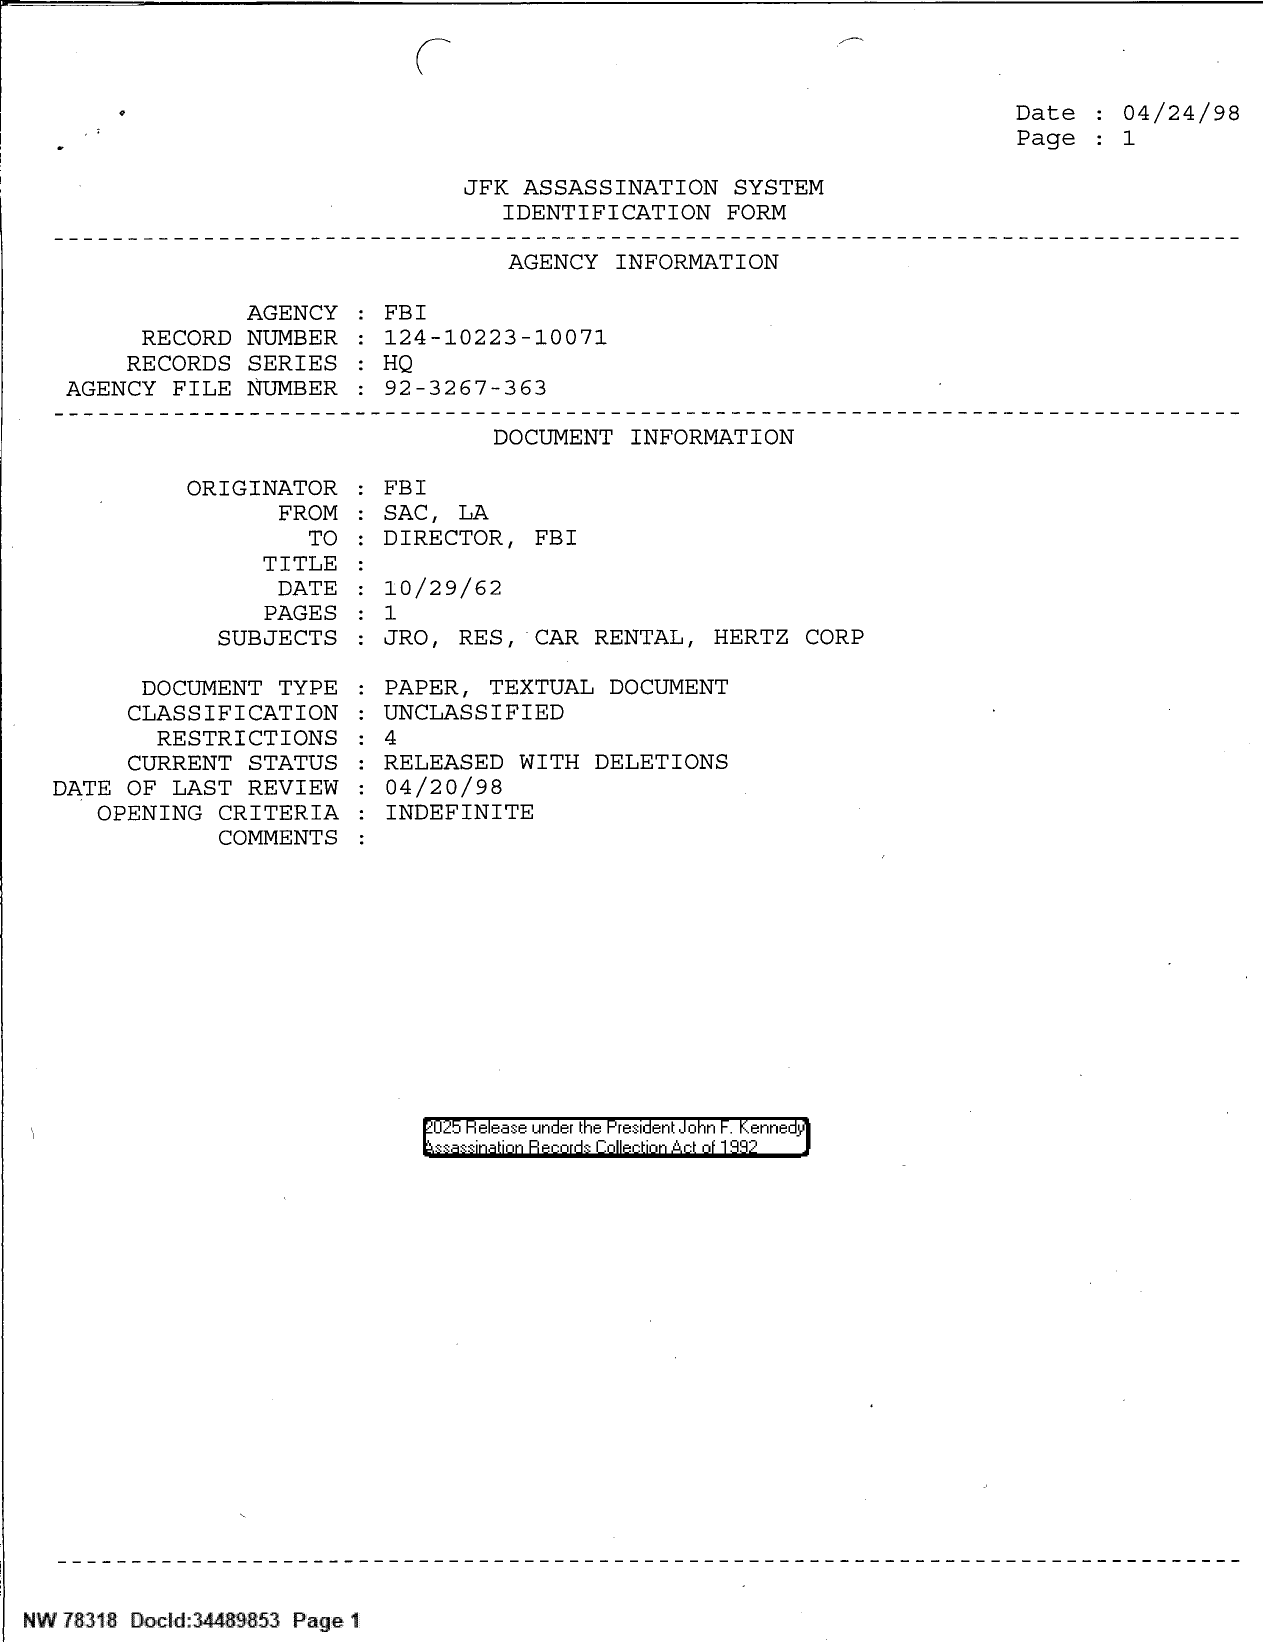 Date : 04/24/98
Page : 1
JFK ASSASSINATION SYSTEM
IDENTIFICATION FORM
AGENCY INFORMATION
AGENCY : FBI
RECORD NUMBER : 124-10223-10071
RECORDS SERIES : HQ
AGENCY FILE NUMBER : 92-3267-363
DOCUMENT INFORMATION
ORIGINATOR : FBI
FROM : SAC, LA
TO : DIRECTOR, FBI
TITLE :
DATE : 10/29/62
PAGES : 1
SUBJECTS : JRO, RES, CAR RENTAL, HERTZ CORP
DOCUMENT TYPE : PAPER, TEXTUAL DOCUMENT
CLASSIFICATION : UNCLASSIFIED
RESTRICTIONS : 4
CURRENT STATUS : RELEASED WITH DELETIONS
DATE OF LAST REVIEW : 04/20/98
OPENING CRITERIA : INDEFINITE
COMMENTS :
2025 Release under the President John F. Kennedy
Assassination Records Collection Act of 1992
NW 78318 DocId:34489853 Page 1